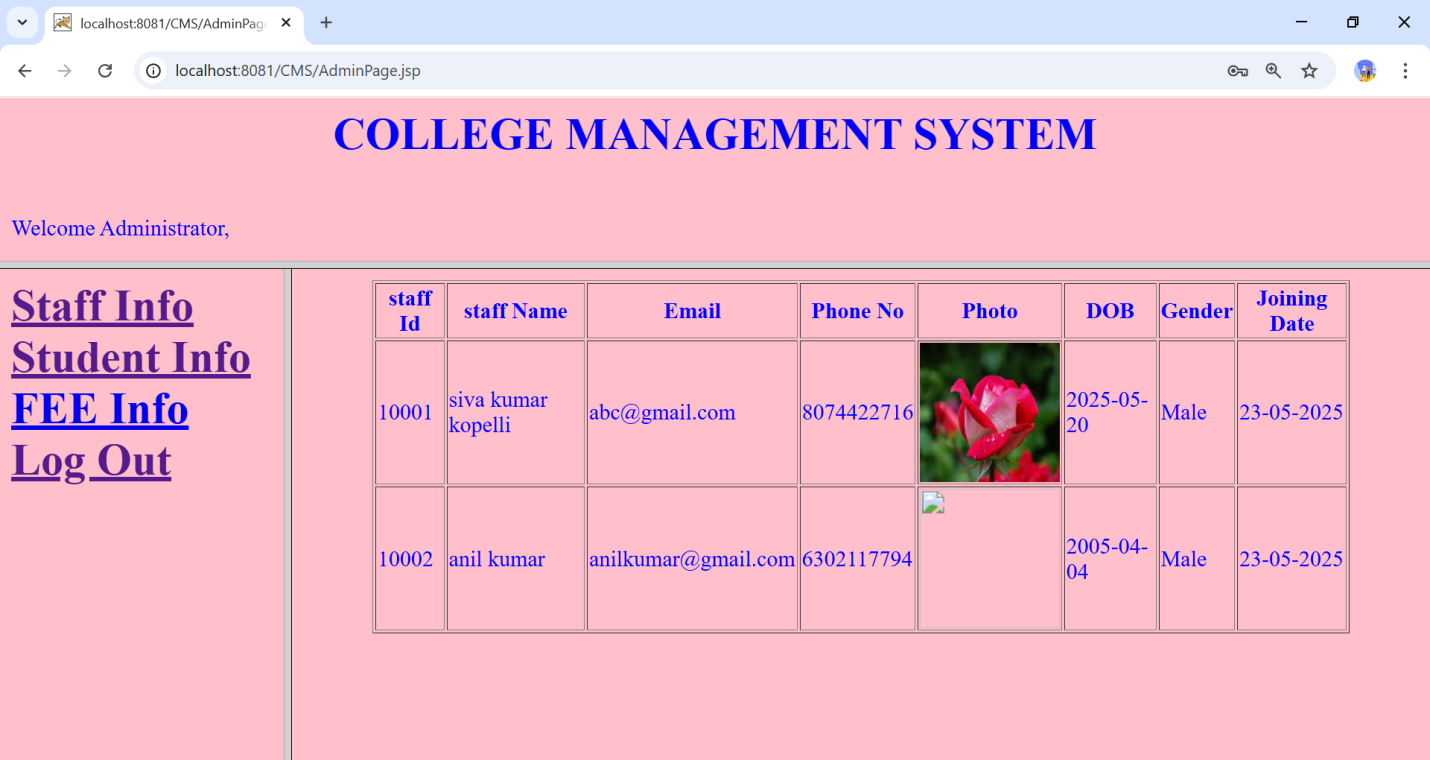 localhost:8081/CMS/AdminPag
localhost:8081/CMS/AdminPage.jsp
COLLEGE MANAGEMENT SYSTEM
Welcome Administrator,
Staff Info
Student Info
FEE Info
Log Out
staff Id staff Name Email Phone No Photo DOB Gender Joining Date
10001 siva kumar kopelli abc@gmail.com 8074422716 2025-05-20 Male 23-05-2025
10002 anil kumar anilkumar@gmail.com 6302117794 2005-04-04 Male 23-05-2025